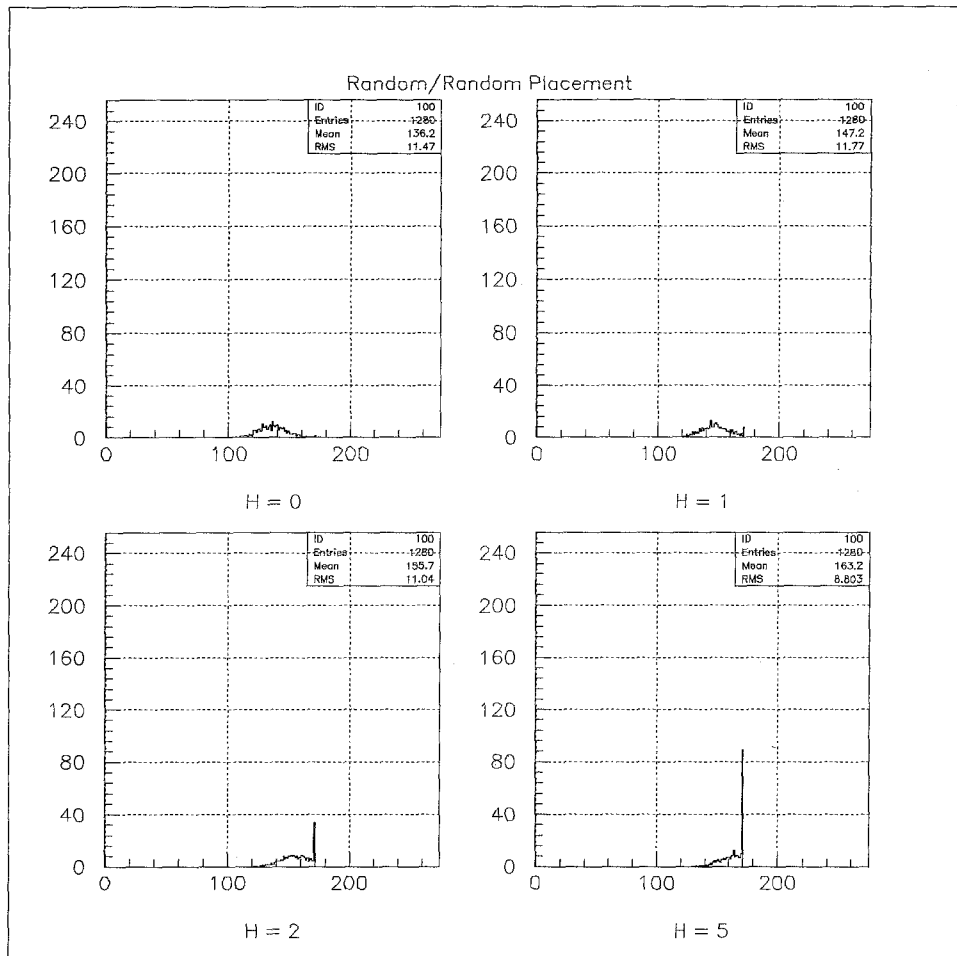 Random/Random Placement
ID 100
Entries 1280
Mean 136.2
RMS 11.47
240
200
160
120
80
40
0
0 100 200
H = 0
ID 100
Entries 1280
Mean 147.2
RMS 11.77
240
200
160
120
80
40
0
0 100 200
H = 1
ID 100
Entries 1280
Mean 155.7
RMS 11.04
240
200
160
120
80
40
0
0 100 200
H = 2
ID 100
Entries 1280
Mean 163.2
RMS 8.803
240
200
160
120
80
40
0
0 100 200
H = 5